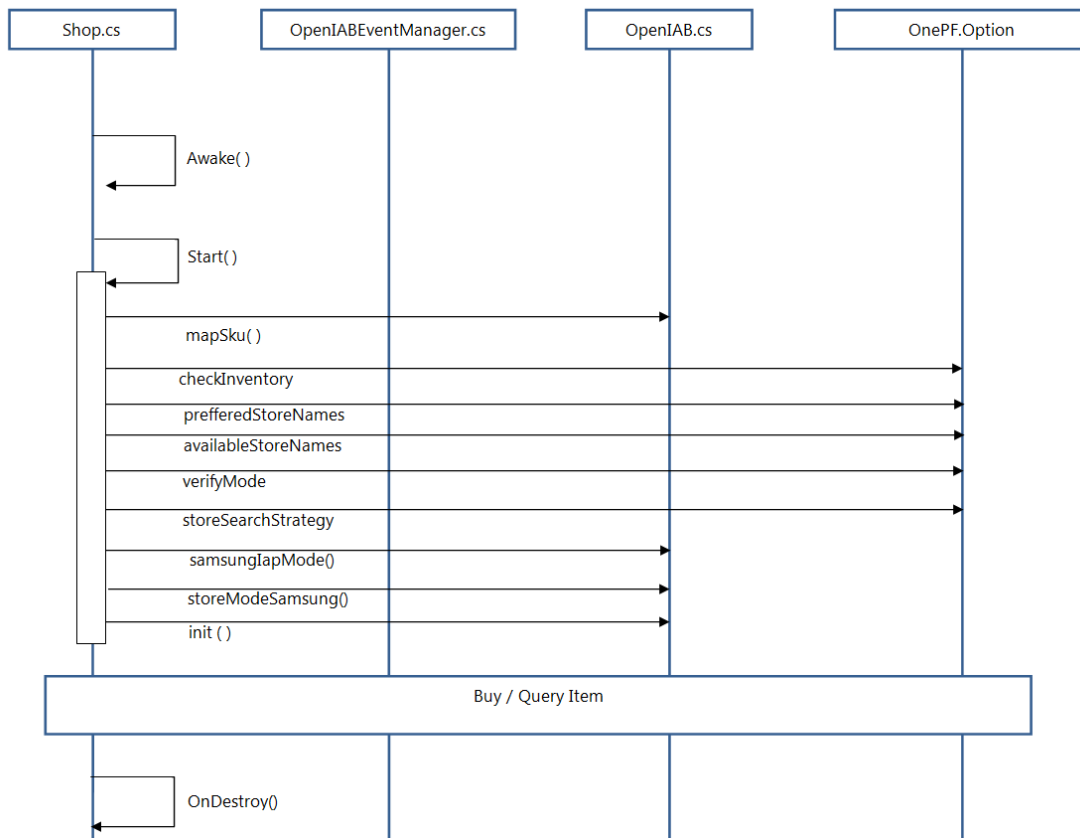 Shop.cs
OpenIABEventManager.cs
OpenIAB.cs
OnePF.Option
Awake( )
Start( )
mapSku( )
checkInventory
prefferedStoreNames
availableStoreNames
verifyMode
storeSearchStrategy
samsungIapMode()
storeModeSamsung()
init ( )
Buy / Query Item
OnDestroy()